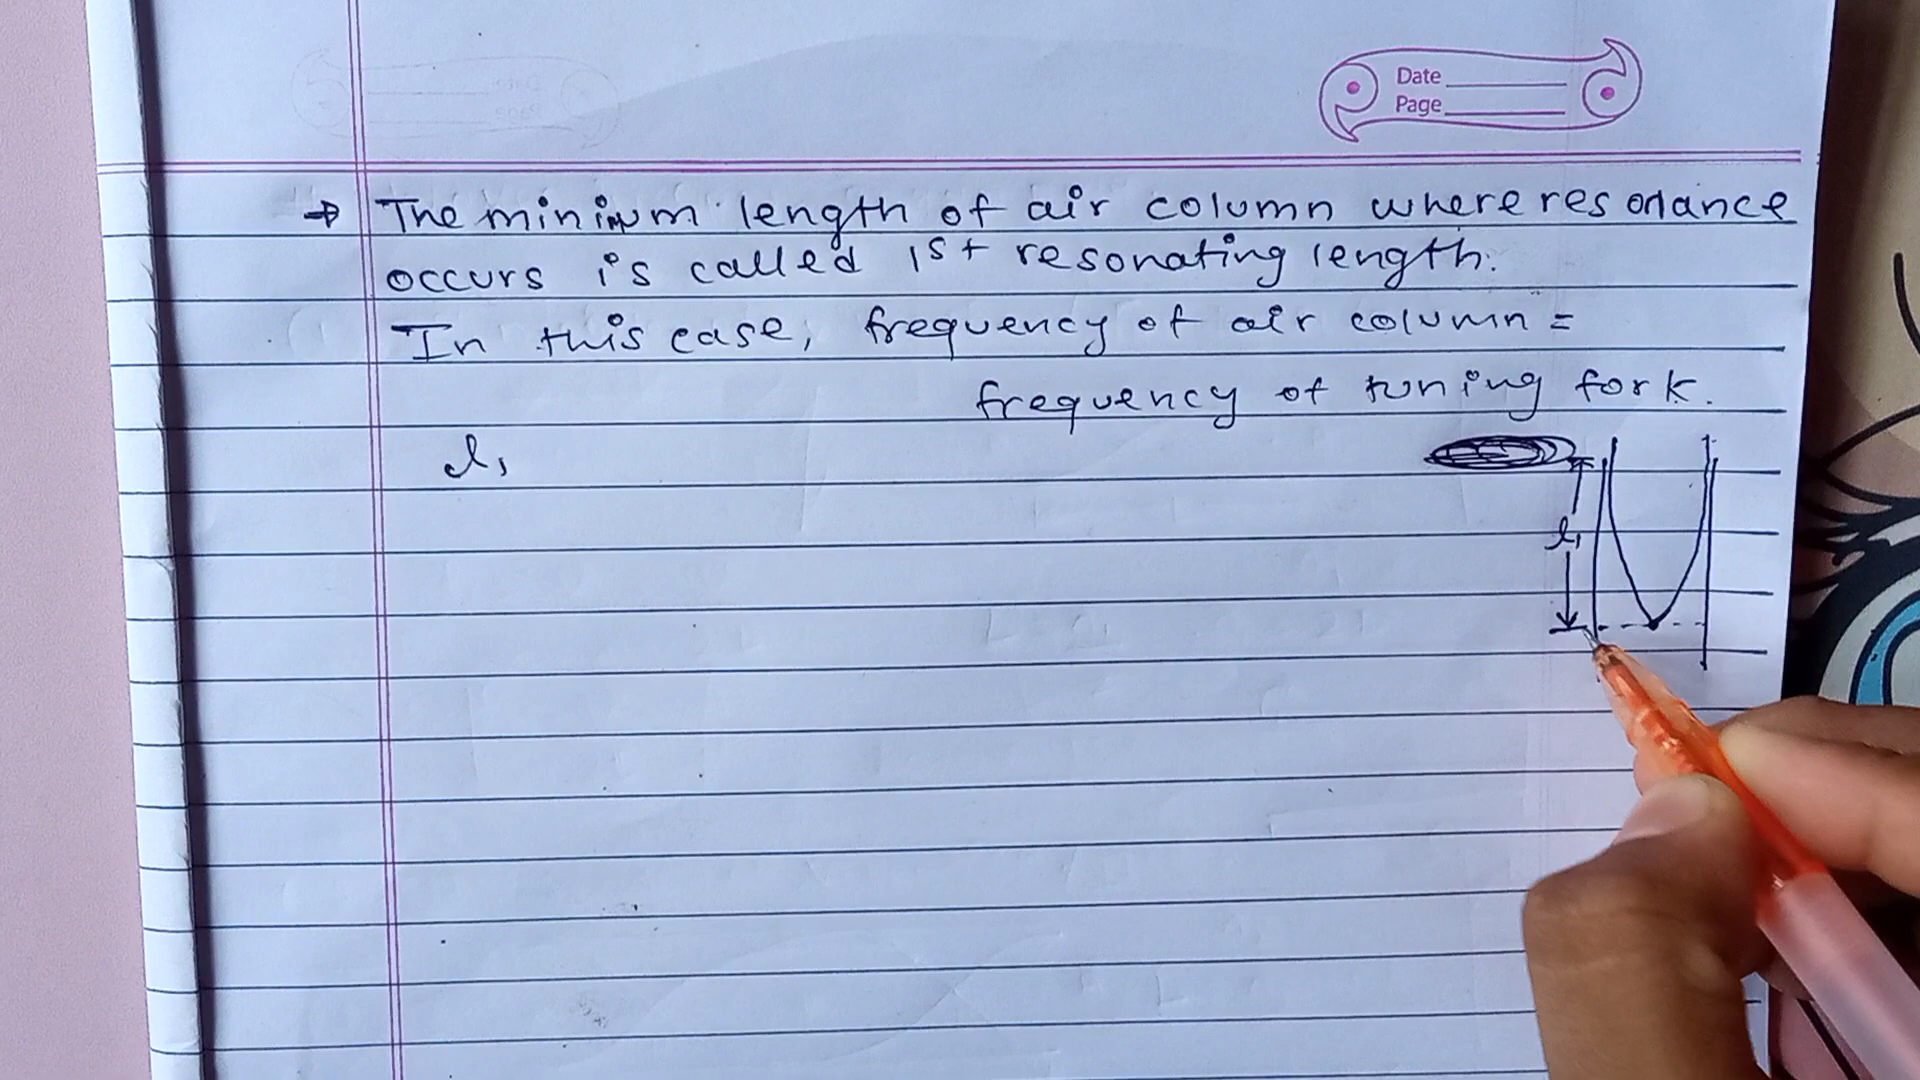 Date
Page
→ The minimum length of air column where resonance
occurs is called 1st resonating length.
In this case, frequency of air column =
frequency of tuning fork.
l₁
l₁